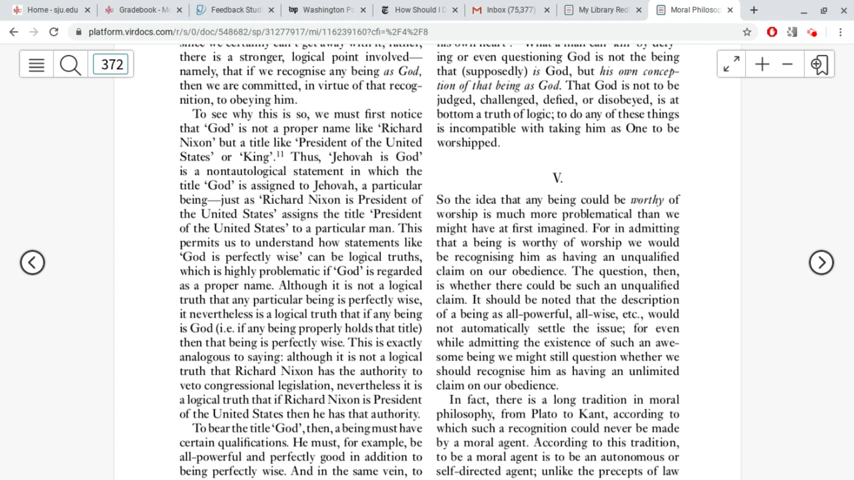 Home - sju.edu
Gradebook - M
Feedback Stud
Washington Po
How Should I D
Inbox (75,377)
My Library Red
Moral Philosop
platform.virdocs.com/r/s/0/doc/548682/sp/31277917/mi/116239160?cfi=%2F4%2F8
372
there is a stronger, logical point involved—
namely, that if we recognise any being as God,
then we are committed, in virtue of that recog-
nition, to obeying him.
To see why this is so, we must first notice
that ‘God’ is not a proper name like ‘Richard
Nixon’ but a title like ‘President of the United
States’ or ‘King’.11 Thus, ‘Jehovah is God’
is a nontautological statement in which the
title ‘God’ is assigned to Jehovah, a particular
being—just as ‘Richard Nixon is President of
the United States’ assigns the title ‘President
of the United States’ to a particular man. This
permits us to understand how statements like
‘God is perfectly wise’ can be logical truths,
which is highly problematic if ‘God’ is regarded
as a proper name. Although it is not a logical
truth that any particular being is perfectly wise,
it nevertheless is a logical truth that if any being
is God (i.e. if any being properly holds that title)
then that being is perfectly wise. This is exactly
analogous to saying: although it is not a logical
truth that Richard Nixon has the authority to
veto congressional legislation, nevertheless it is
a logical truth that if Richard Nixon is President
of the United States then he has that authority.
To bear the title ‘God’, then, a being must have
certain qualifications. He must, for example, be
all-powerful and perfectly good in addition to
being perfectly wise. And in the same vein, to
ing or even questioning God is not the being
that (supposedly) is God, but his own concep-
tion of that being as God. That God is not to be
judged, challenged, defied, or disobeyed, is at
bottom a truth of logic; to do any of these things
is incompatible with taking him as One to be
worshipped.
V.
So the idea that any being could be worthy of
worship is much more problematical than we
might have at first imagined. For in admitting
that a being is worthy of worship we would
be recognising him as having an unqualified
claim on our obedience. The question, then,
is whether there could be such an unqualified
claim. It should be noted that the description
of a being as all-powerful, all-wise, etc., would
not automatically settle the issue; for even
while admitting the existence of such an awe-
some being we might still question whether we
should recognise him as having an unlimited
claim on our obedience.
In fact, there is a long tradition in moral
philosophy, from Plato to Kant, according to
which such a recognition could never be made
by a moral agent. According to this tradition,
to be a moral agent is to be an autonomous or
self-directed agent; unlike the precepts of law